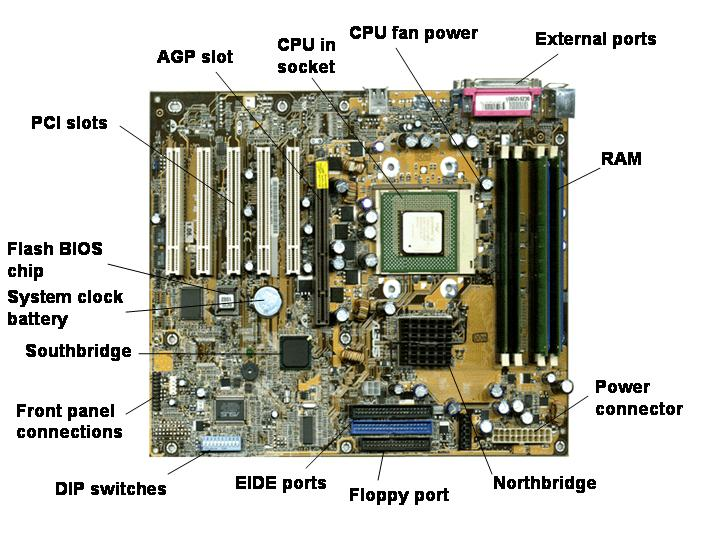 CPU fan power
External ports
CPU in
socket
AGP slot
PCI slots
RAM
Flash BIOS
chip
System clock
battery
Southbridge
Front panel
connections
Power
connector
DIP switches
EIDE ports
Floppy port
Northbridge